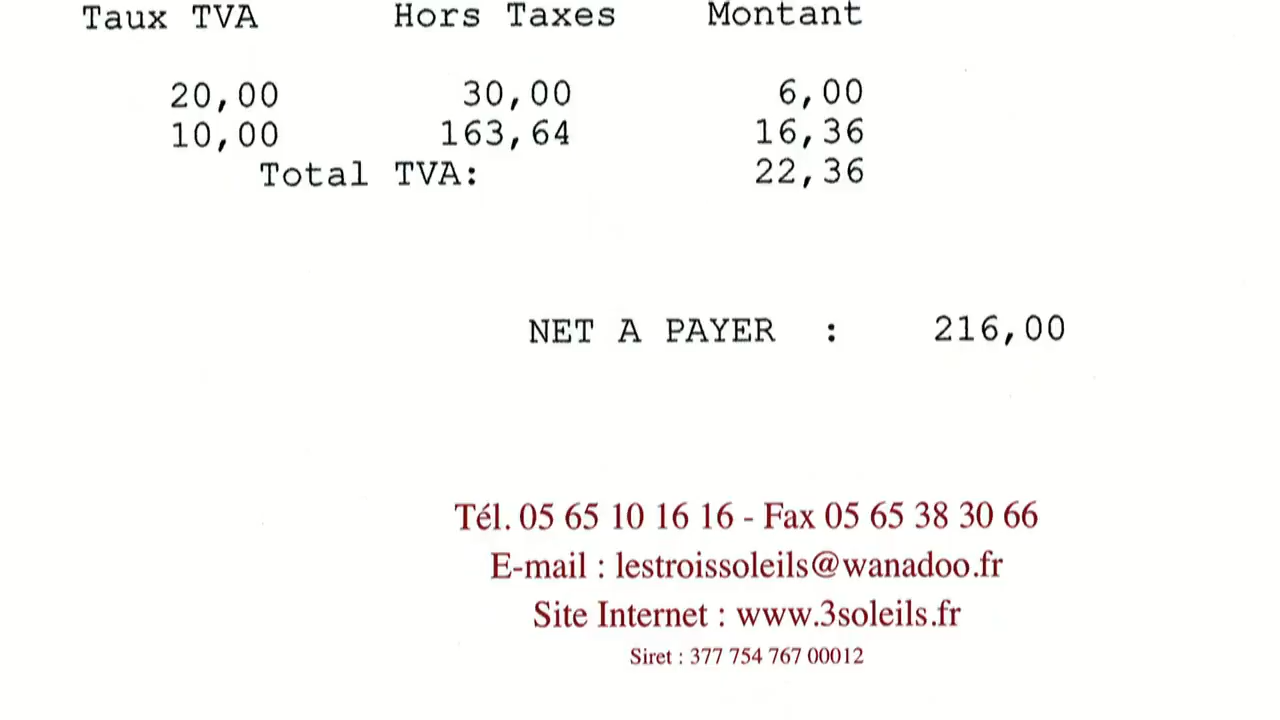 Taux TVA Hors Taxes Montant
20,00 30,00 6,00
10,00 163,64 16,36
Total TVA: 22,36
NET A PAYER : 216,00
Tél. 05 65 10 16 16 - Fax 05 65 38 30 66
E-mail : lestroissoleils@wanadoo.fr
Site Internet : www.3soleils.fr
Siret : 377 754 767 00012